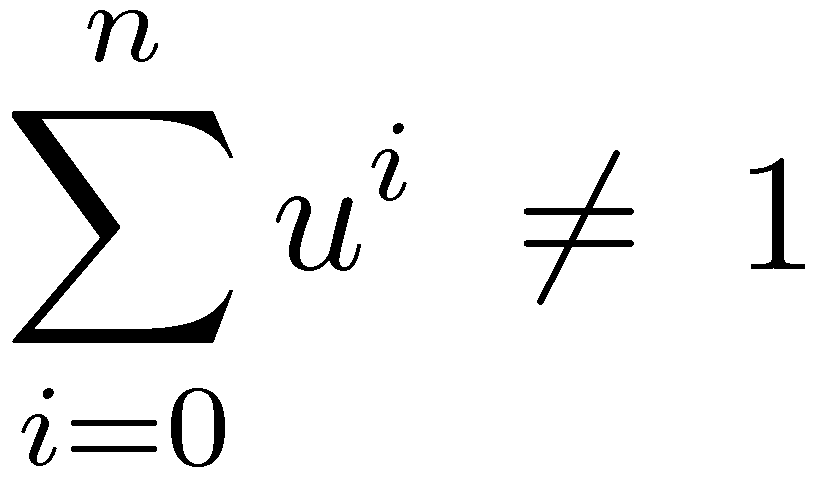 $\sum_{i=0}^{n} u^i \neq 1$